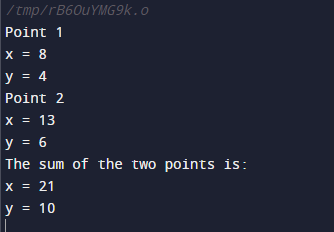 /tmp/rB6OuYMG9k.o
Point 1
x = 8
y = 4
Point 2
x = 13
y = 6
The sum of the two points is:
x = 21
y = 10